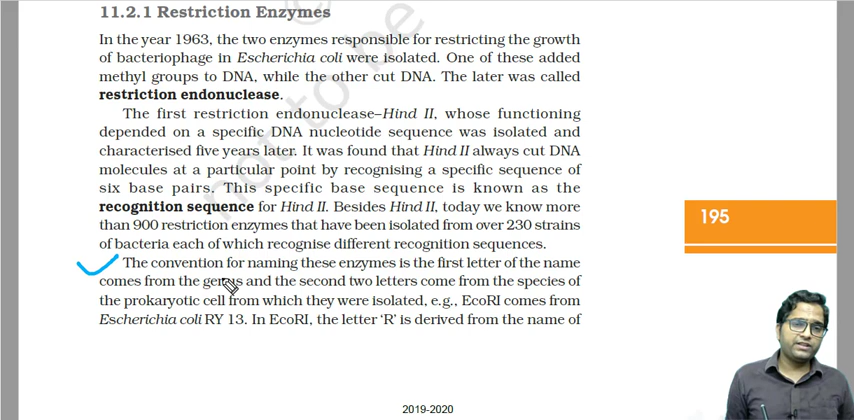 11.2.1 Restriction Enzymes
In the year 1963, the two enzymes responsible for restricting the growth
of bacteriophage in Escherichia coli were isolated. One of these added
methyl groups to DNA, while the other cut DNA. The later was called
restriction endonuclease.
The first restriction endonuclease–Hind II, whose functioning
depended on a specific DNA nucleotide sequence was isolated and
characterised five years later. It was found that Hind II always cut DNA
molecules at a particular point by recognising a specific sequence of
six base pairs. This specific base sequence is known as the
recognition sequence for Hind II. Besides Hind II, today we know more
than 900 restriction enzymes that have been isolated from over 230 strains
of bacteria each of which recognise different recognition sequences.
The convention for naming these enzymes is the first letter of the name
comes from the genus and the second two letters come from the species of
the prokaryotic cell from which they were isolated, e.g., EcoRI comes from
Escherichia coli RY 13. In EcoRI, the letter ‘R’ is derived from the name of
195
2019-2020
not to be